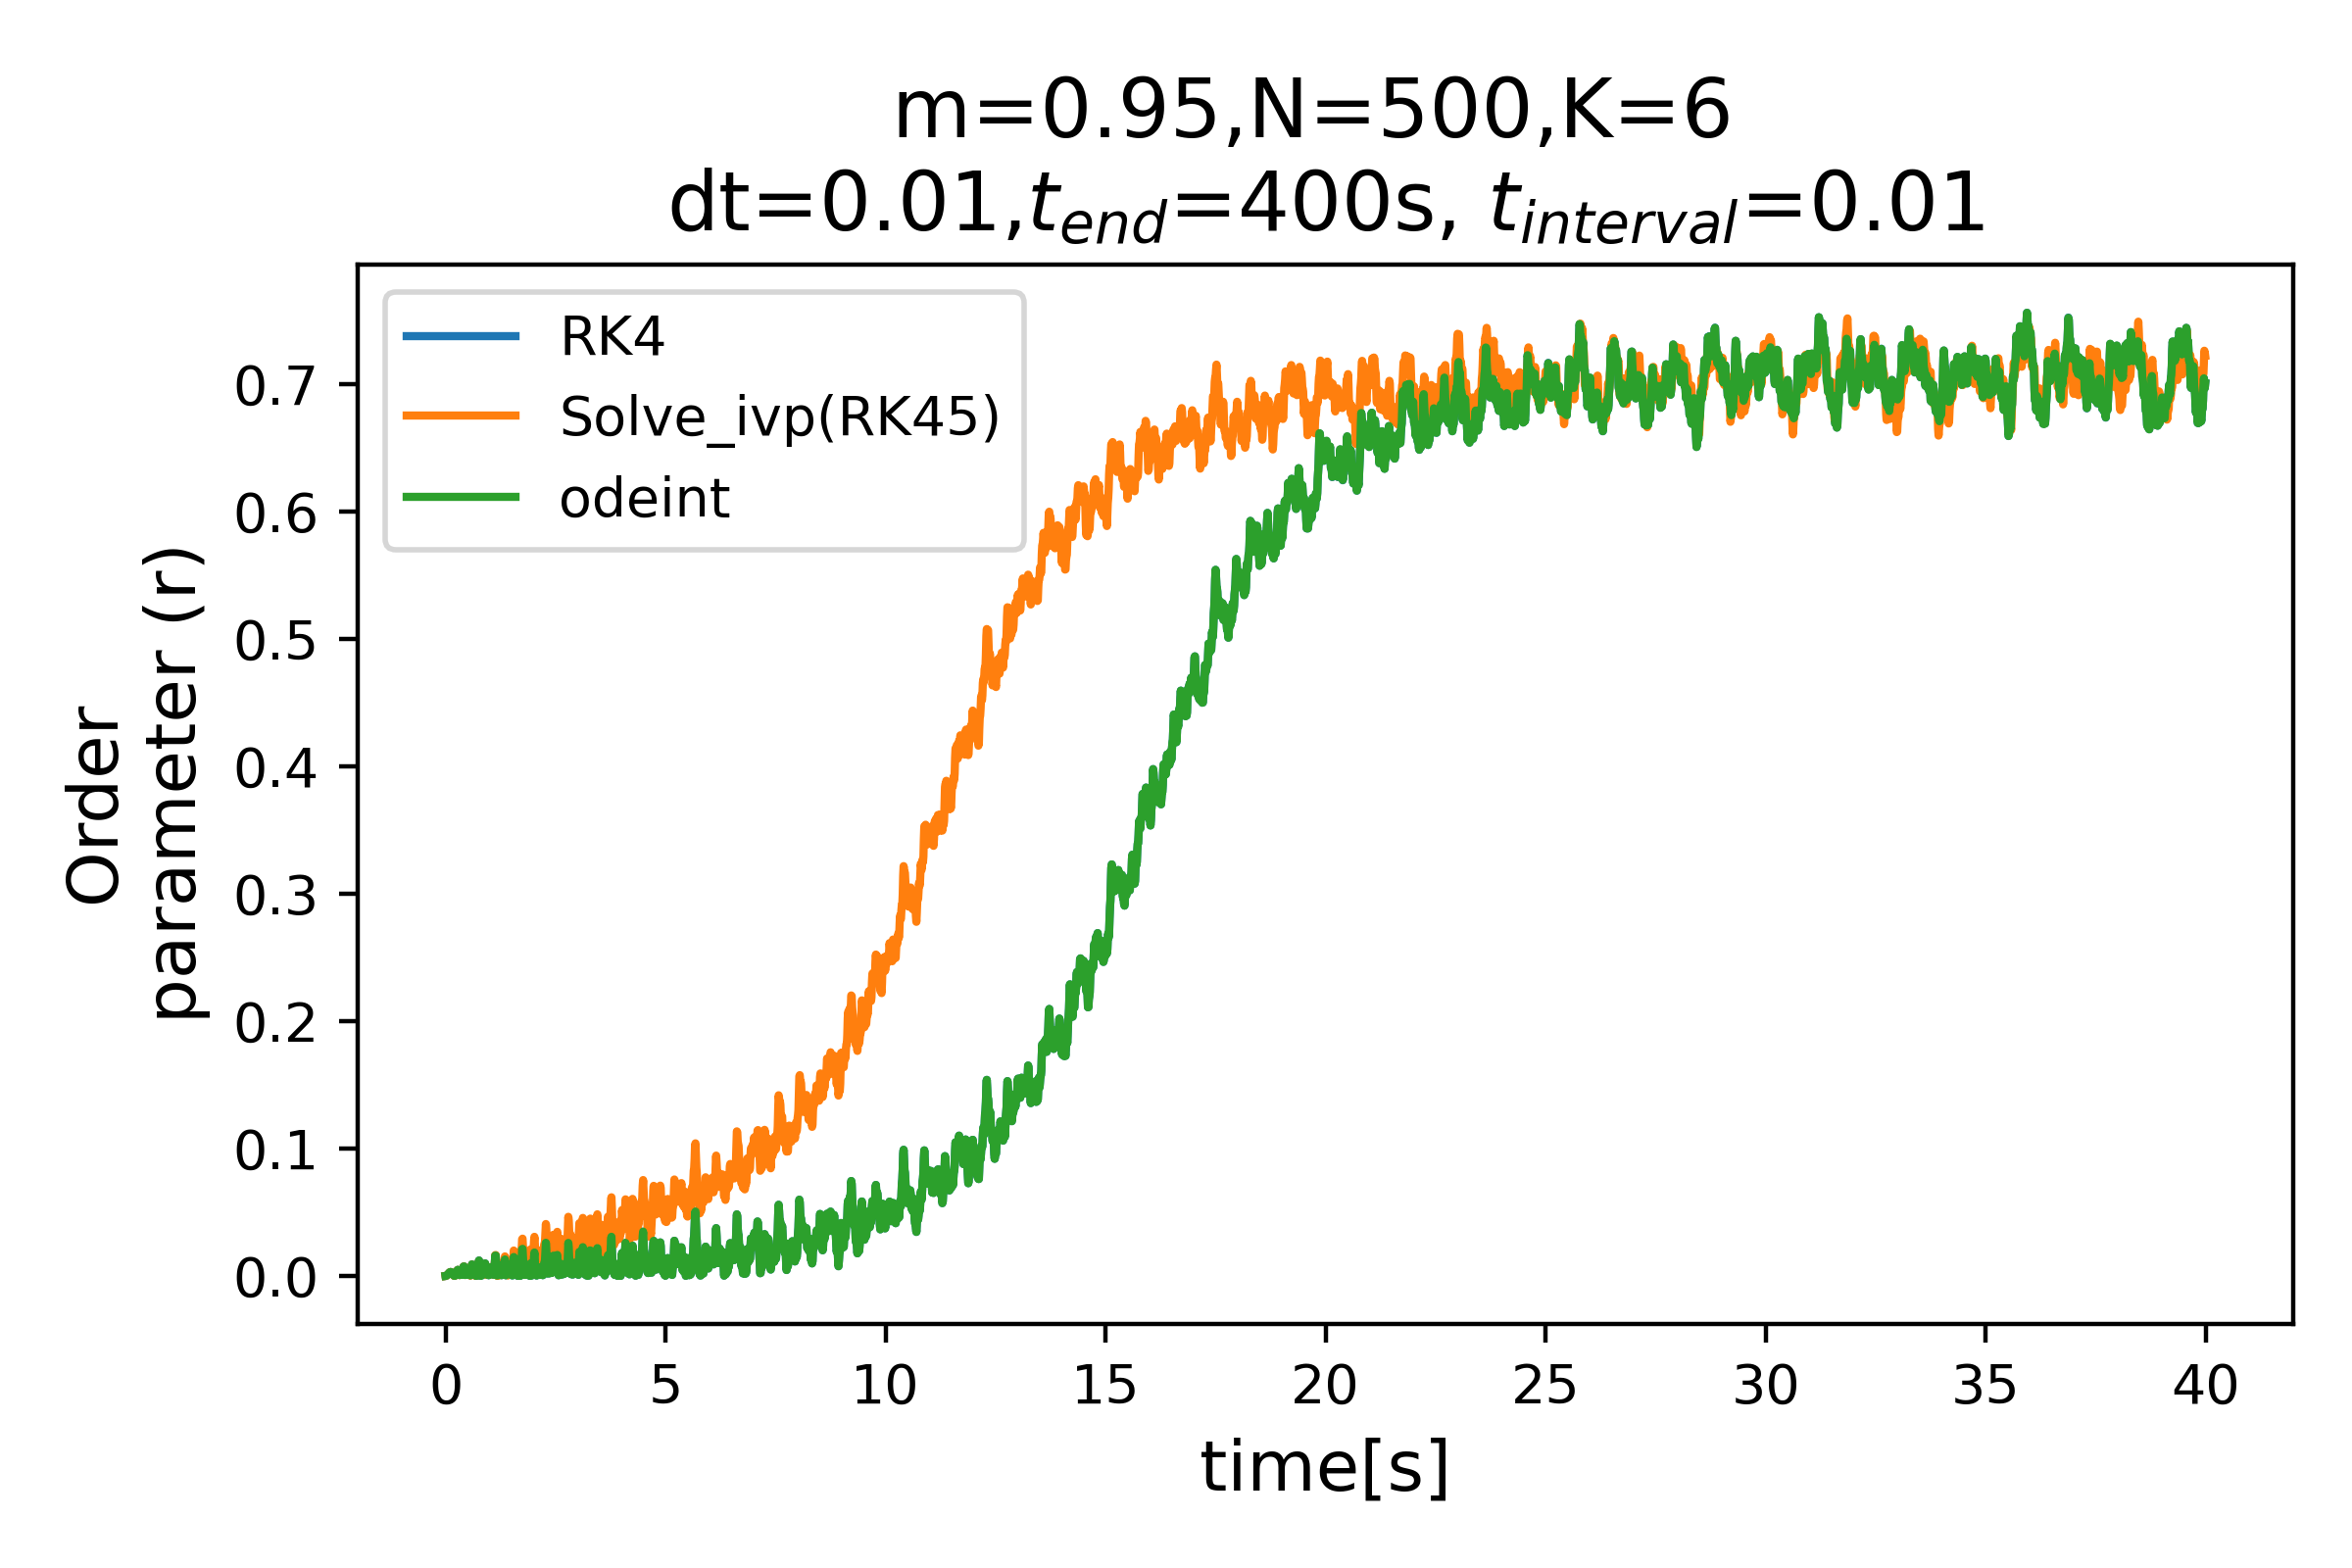 m=0.95,N=500,K=6
dt=0.01,t_end=400s, t_interval=0.01
RK4
Solve_ivp(RK45)
odeint
Order
parameter (r)
0.7
0.6
0.5
0.4
0.3
0.2
0.1
0.0
0 5 10 15 20 25 30 35 40
time[s]